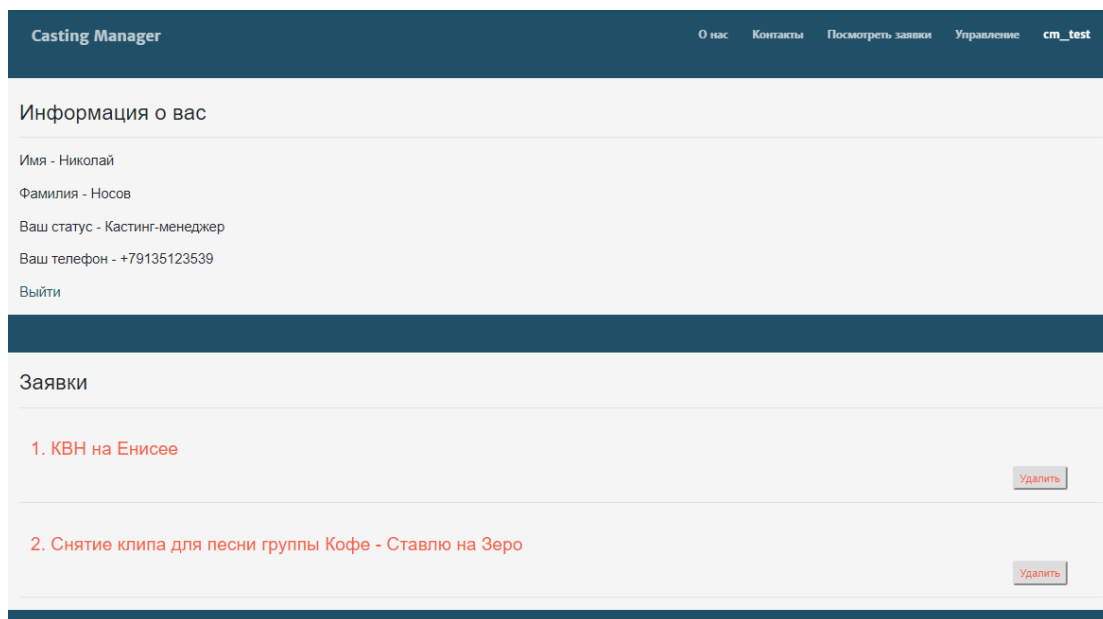 Casting Manager
О нас Контакты Посмотреть заявки Управление cm_test
Информация о вас
Имя - Николай
Фамилия - Носов
Ваш статус - Кастинг-менеджер
Ваш телефон - +79135123539
Выйти
Заявки
1. КВН на Енисее
Удалить
2. Снятие клипа для песни группы Кофе - Ставлю на Зеро
Удалить